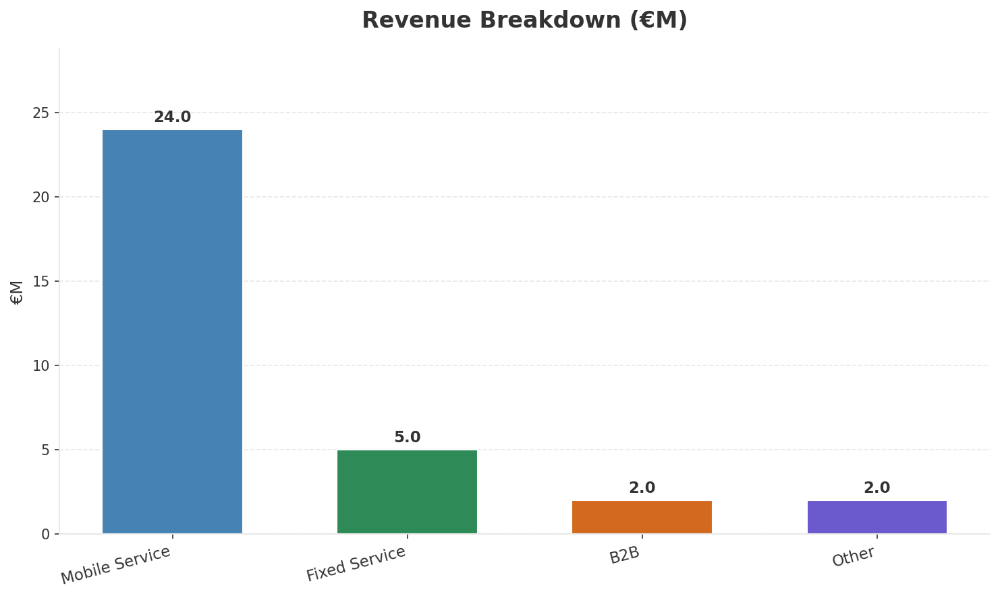 Revenue Breakdown (€M)
€M
25
20
15
10
5
0
24.0
5.0
2.0
2.0
Mobile Service
Fixed Service
B2B
Other